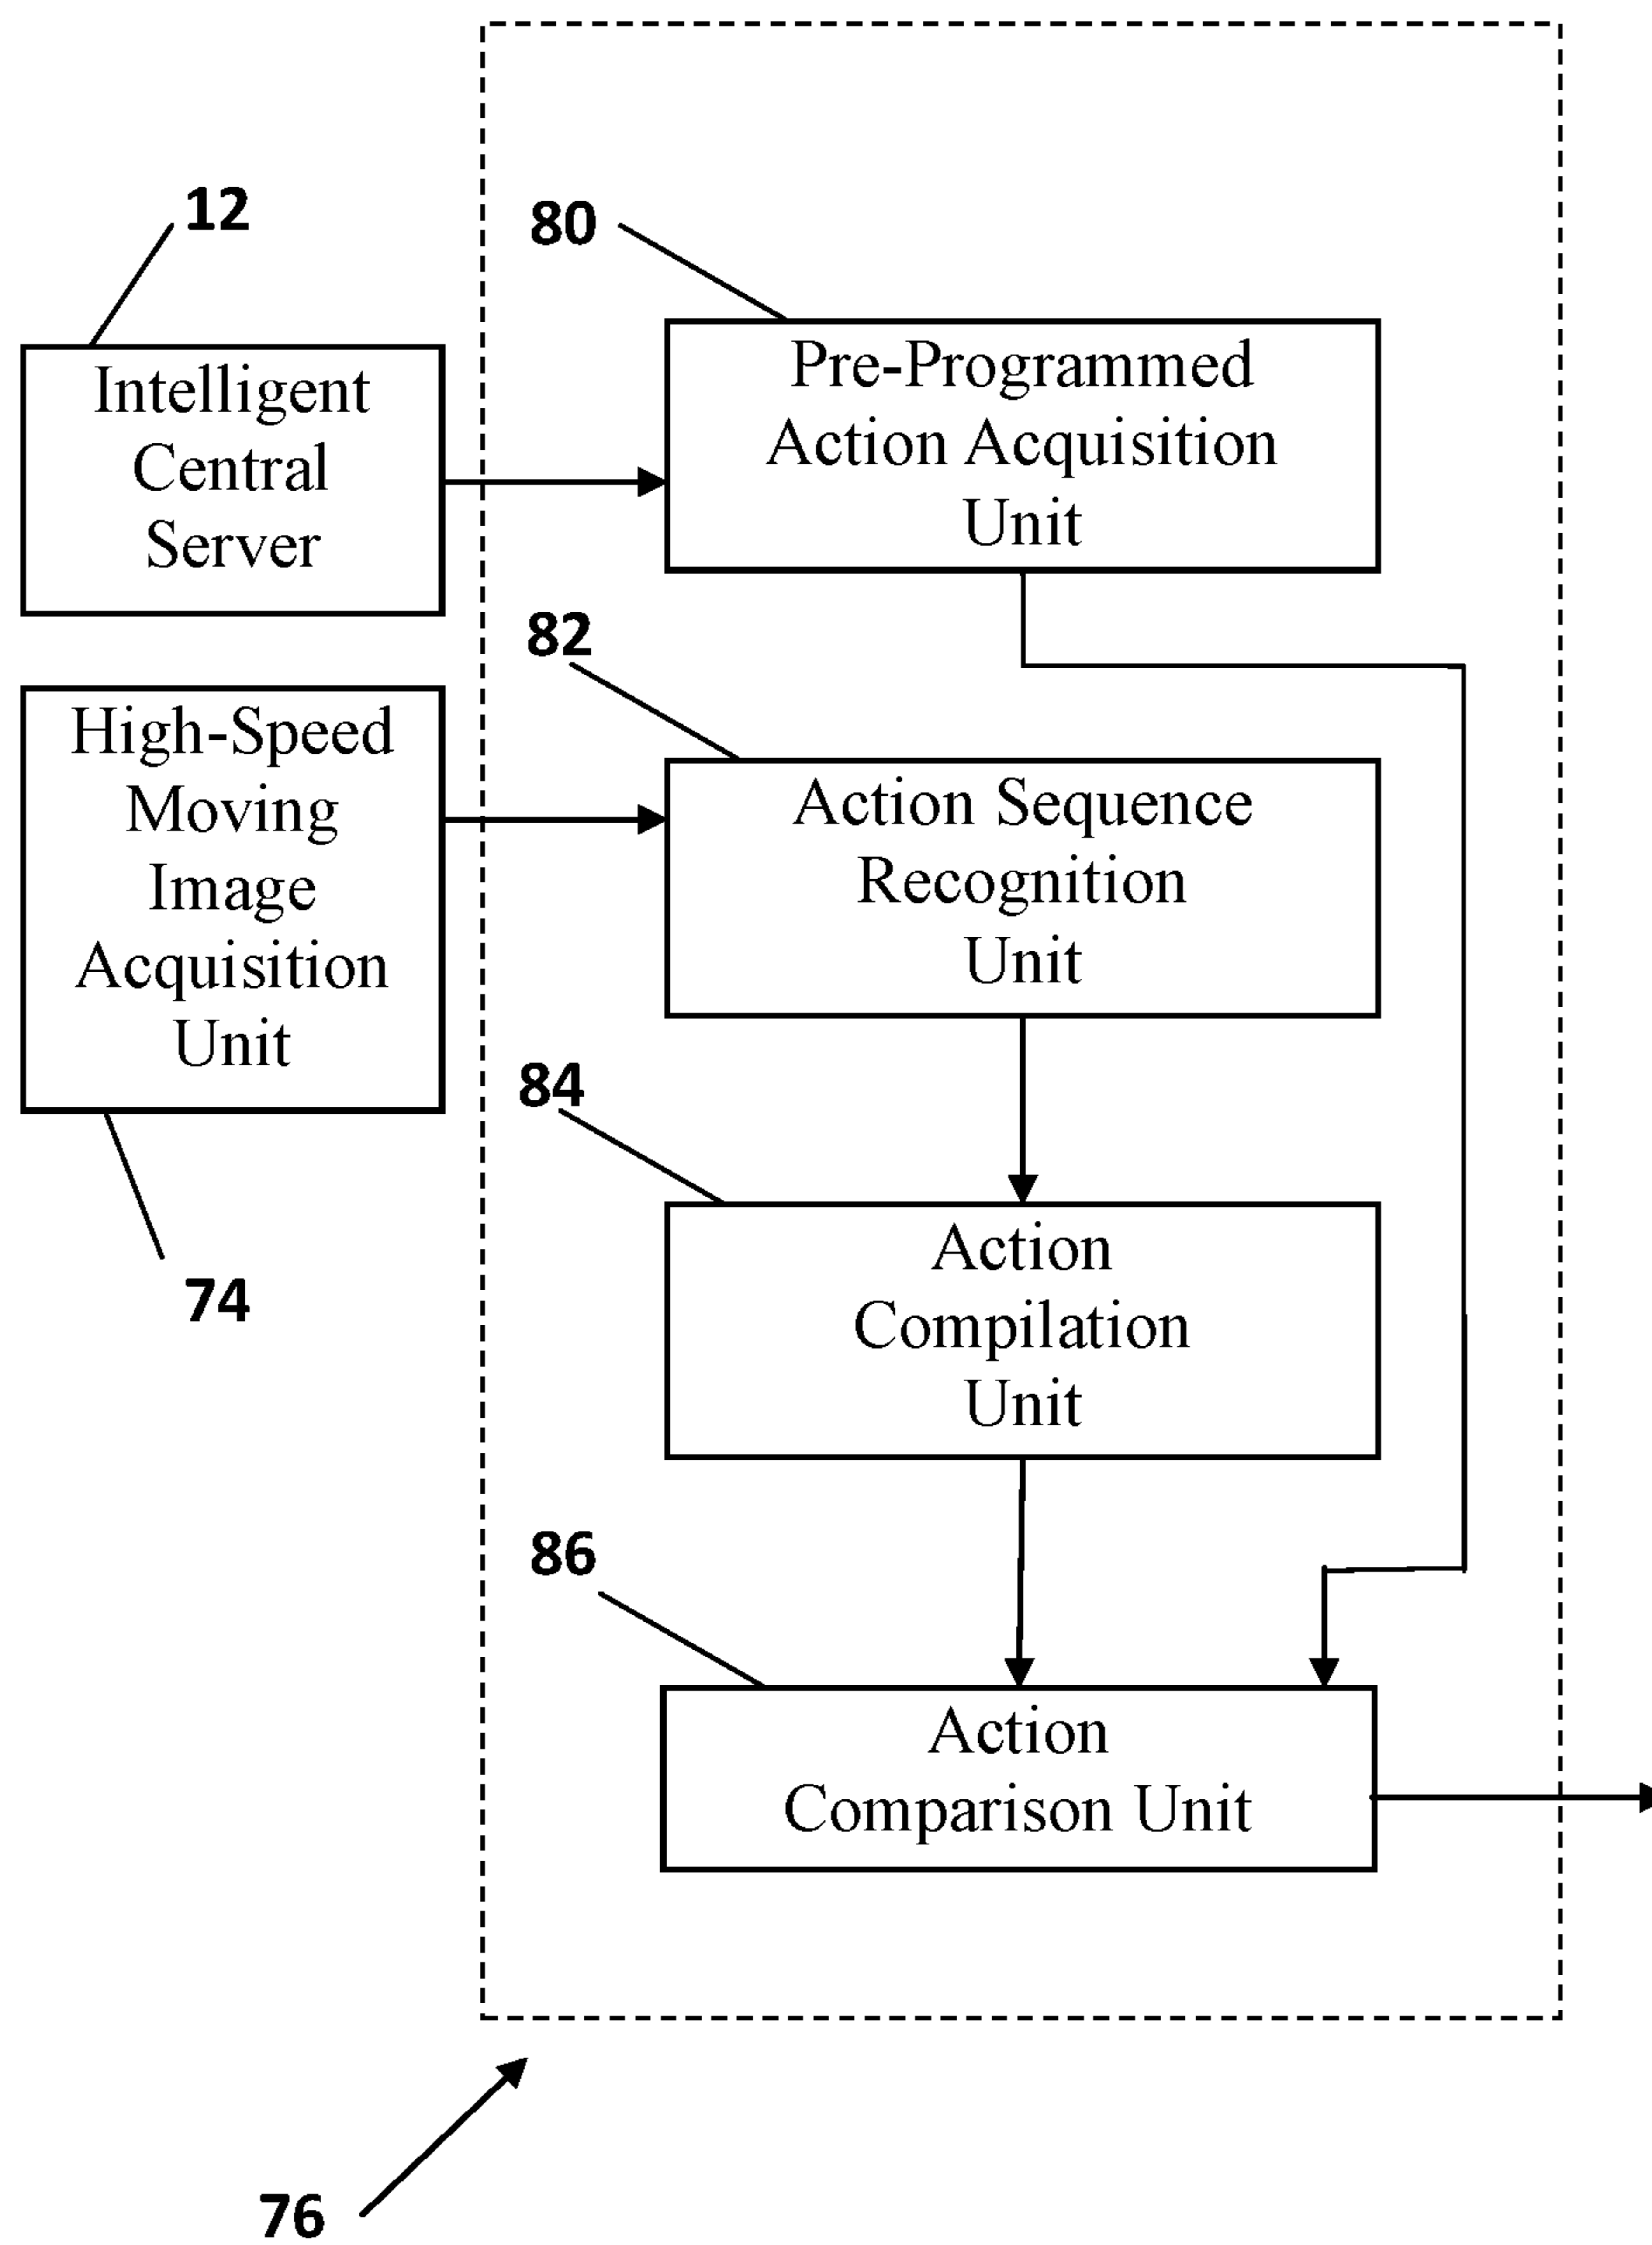 12
80
Intelligent
Central
Server
Pre-Programmed
Action Acquisition
Unit
82
High-Speed
Moving
Image
Acquisition
Unit
Action Sequence
Recognition
Unit
84
74
Action
Compilation
Unit
86
Action
Comparison Unit
76